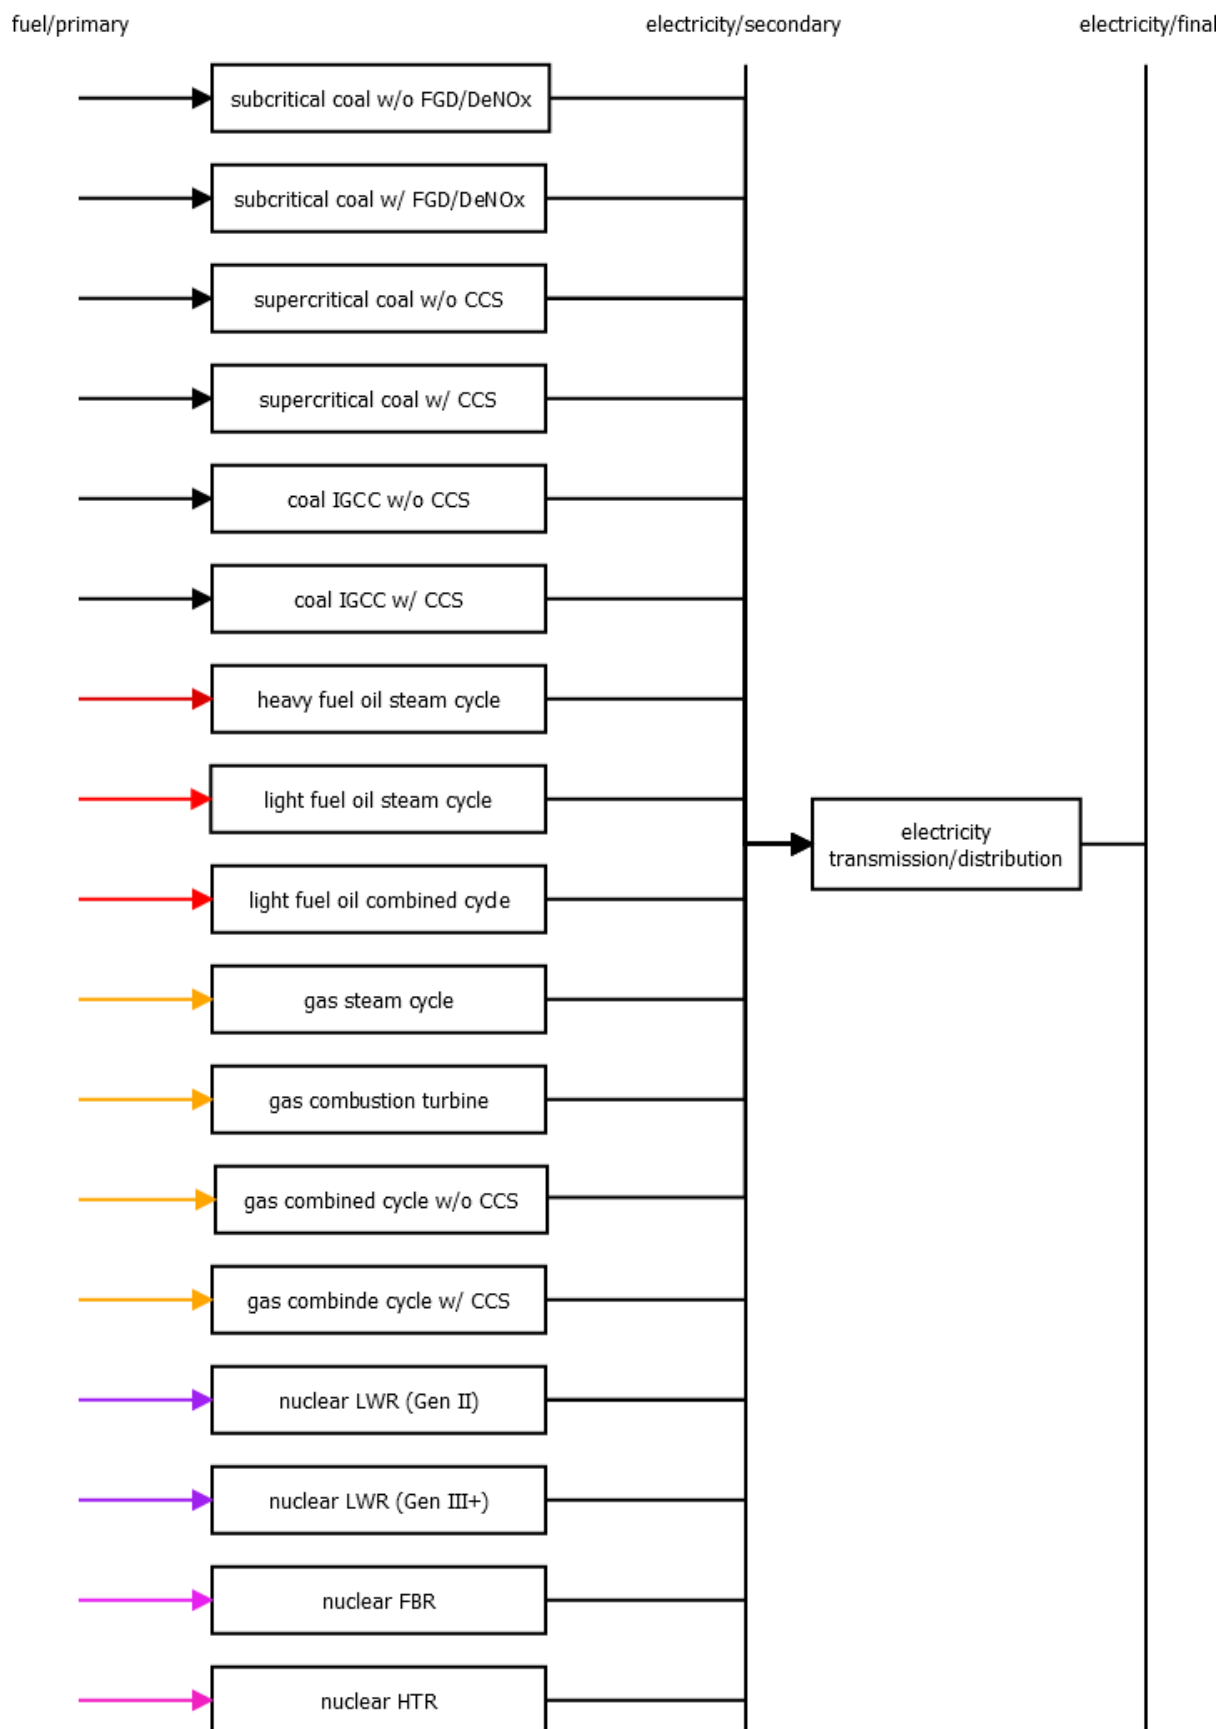 fuel/primary
electricity/secondary
electricity/final
subcritical coal w/o FGD/DeNOx
subcritical coal w/ FGD/DeNOx
supercritical coal w/o CCS
supercritical coal w/ CCS
coal IGCC w/o CCS
coal IGCC w/ CCS
heavy fuel oil steam cycle
light fuel oil steam cycle
electricity
transmission/distribution
light fuel oil combined cycle
gas steam cycle
gas combustion turbine
gas combined cycle w/o CCS
gas combinde cycle w/ CCS
nuclear LWR (Gen II)
nuclear LWR (Gen III+)
nuclear FBR
nuclear HTR